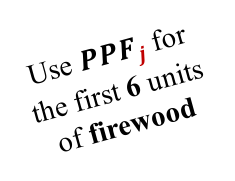 Use PPFj for
the first 6 units
of firewood